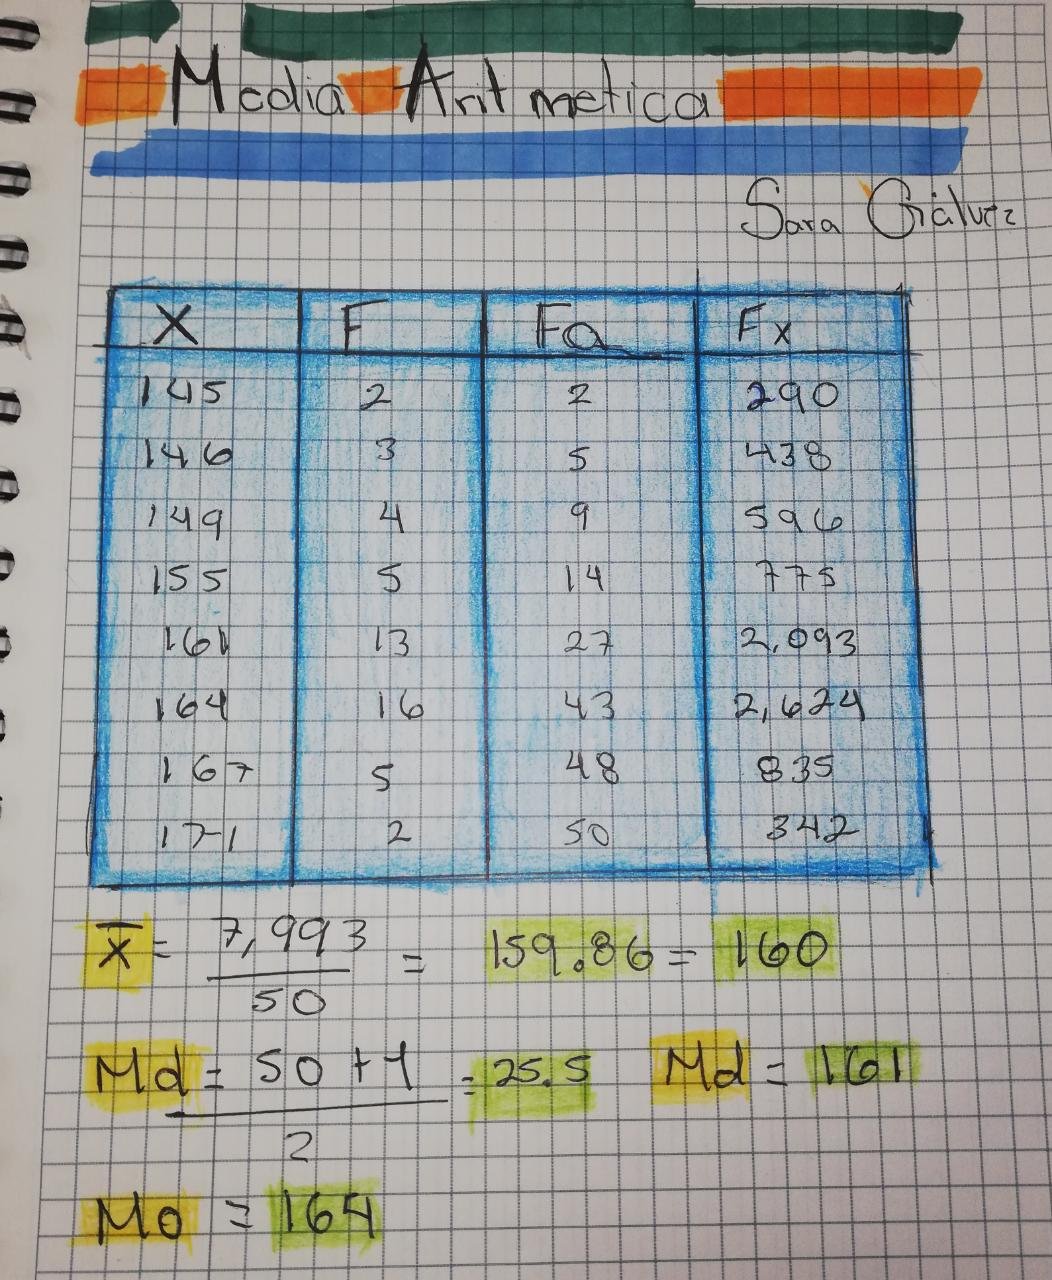 Media Aritmetica
Sara Gálvez
X F Fa Fx
145 2 2 290
146 3 5 438
149 4 9 596
155 5 14 775
161 13 27 2,093
164 16 43 2,624
167 5 48 835
171 2 50 342
x̄ = 7,993 / 50 = 159.86 = 160
Md = 50 + 1 / 2 = 25.5 Md = 161
Mo = 164